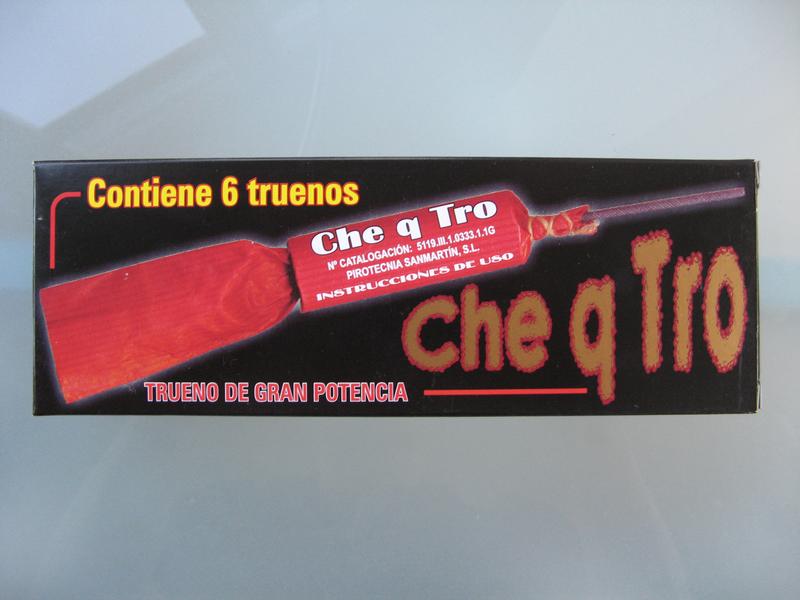 Contiene 6 truenos
Che q Tro
Nº CATALOGACIÓN: 5119.III.1.0333.1.1G
PIROTECNIA SANMARTÍN, S.L.
INSTRUCCIONES DE USO
Che q Tro
TRUENO DE GRAN POTENCIA